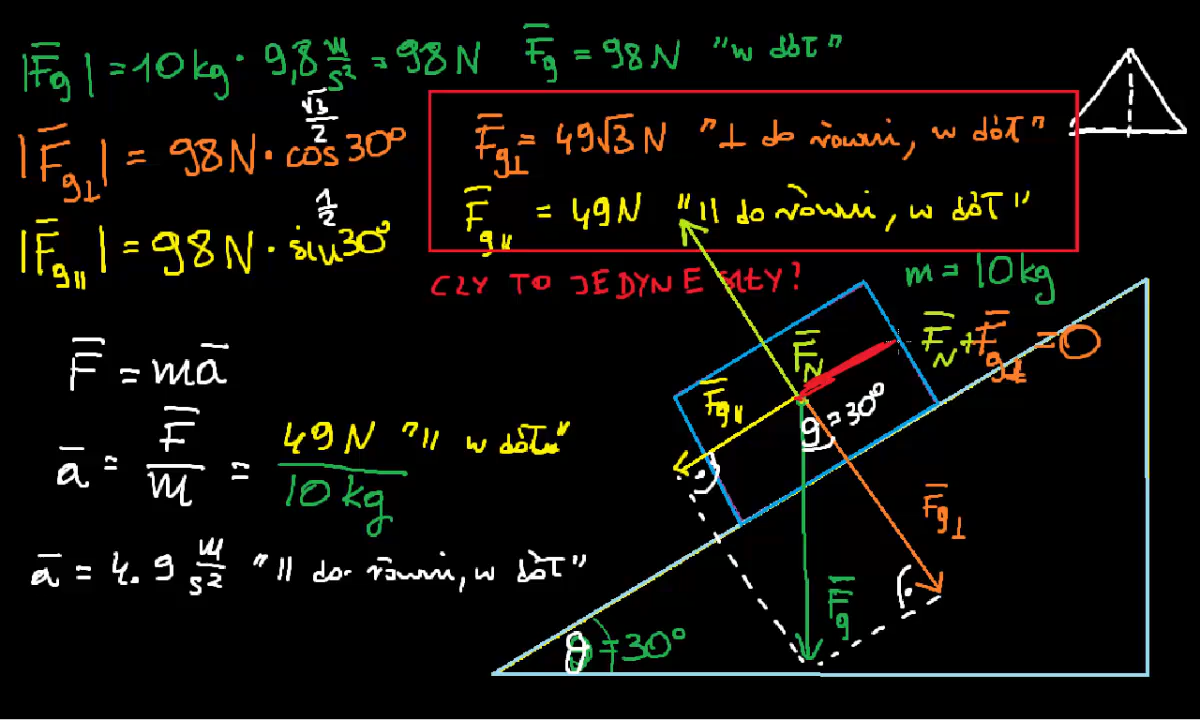 |F̅g| = 10 kg · 9,8 m/s² = 98 N F̅g = 98 N "w dół"
√3/2
|F̅g⊥| = 98 N · cos 30° F̅g⊥ = 49√3 N "⊥ do równi, w dół"
1/2
|F̅g||| = 98 N · sin 30° F̅g|| = 49 N "|| do równi, w dół"
CZY TO JEDYNE SIŁY? m = 10 kg
F̅ = ma̅
F̅N F̅N + F̅g⊥ = 0
F̅g|| θ = 30°
a̅ = F̅/m = 49 N "|| w dół"/10 kg
F̅g⊥
a̅ = 4.9 m/s² "|| do równi, w dół"
F̅g
θ = 30°